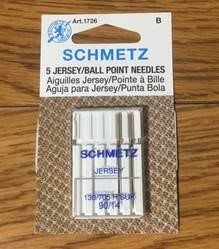 Art.1726
B
SCHMETZ
5 JERSEY/BALL POINT NEEDLES
Aiguilles Jersey/Pointe à Bille
Aguja para Jersey/Punta Bola
SCHMETZ
JERSEY
130/705 H SUK
90/14